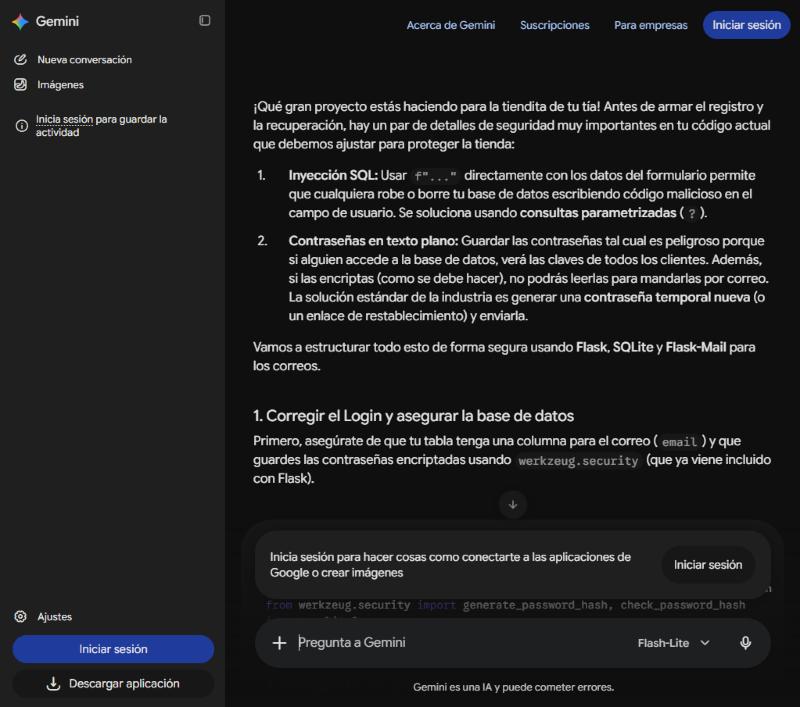 Gemini
Acerca de Gemini
Suscripciones
Para empresas
Iniciar sesión
Nueva conversación
Imágenes
Inicia sesión para guardar la
actividad
¡Qué gran proyecto estás haciendo para la tiendita de tu tía! Antes de armar el registro y
la recuperación, hay un par de detalles de seguridad muy importantes en tu código actual
que debemos ajustar para proteger la tienda:
1. Inyección SQL: Usar f"..." directamente con los datos del formulario permite
que cualquiera robe o borre tu base de datos escribiendo código malicioso en el
campo de usuario. Se soluciona usando consultas parametrizadas ( ? ).
2. Contraseñas en texto plano: Guardar las contraseñas tal cual es peligroso porque
si alguien accede a la base de datos, verá las claves de todos los clientes. Además,
si las encriptas (como se debe hacer), no podrás leerlas para mandarlas por correo.
La solución estándar de la industria es generar una contraseña temporal nueva (o
un enlace de restablecimiento) y enviarla.
Vamos a estructurar todo esto de forma segura usando Flask, SQLite y Flask-Mail para
los correos.
1. Corregir el Login y asegurar la base de datos
Primero, asegúrate de que tu tabla tenga una columna para el correo ( email ) y que
guardes las contraseñas encriptadas usando werkzeug.security (que ya viene incluido
con Flask).
Inicia sesión para hacer cosas como conectarte a las aplicaciones de
Google o crear imágenes
Iniciar sesión
from werkzeug.security import generate_password_hash, check_password_hash
Pregunta a Gemini
Flash-Lite
Gemini es una IA y puede cometer errores.
Ajustes
Iniciar sesión
Descargar aplicación